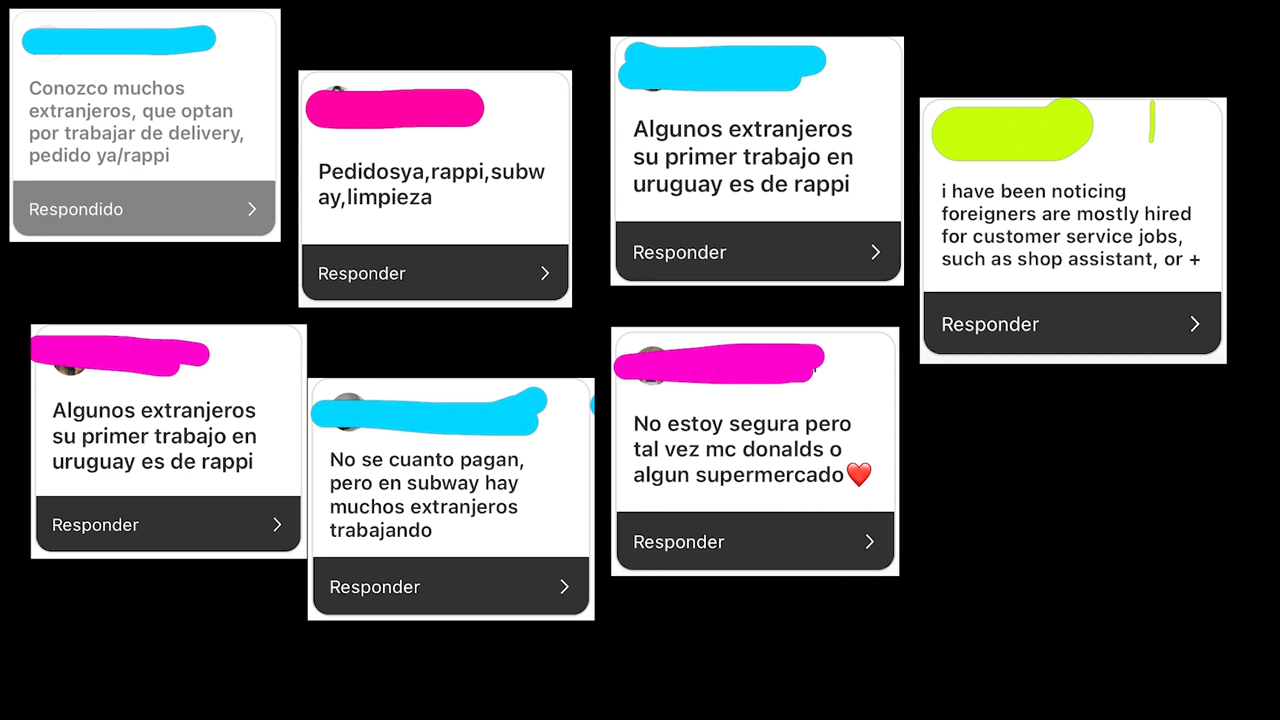 Conozco muchos
extranjeros, que optan
por trabajar de delivery,
pedido ya/rappi
Respondido
Pedidosya,rappi,subw
ay,limpieza
Responder
Algunos extranjeros
su primer trabajo en
uruguay es de rappi
Responder
i have been noticing
foreigners are mostly hired
for customer service jobs,
such as shop assistant, or +
Responder
Algunos extranjeros
su primer trabajo en
uruguay es de rappi
Responder
No se cuanto pagan,
pero en subway hay
muchos extranjeros
trabajando
Responder
No estoy segura pero
tal vez mc donalds o
algun supermercado❤️
Responder